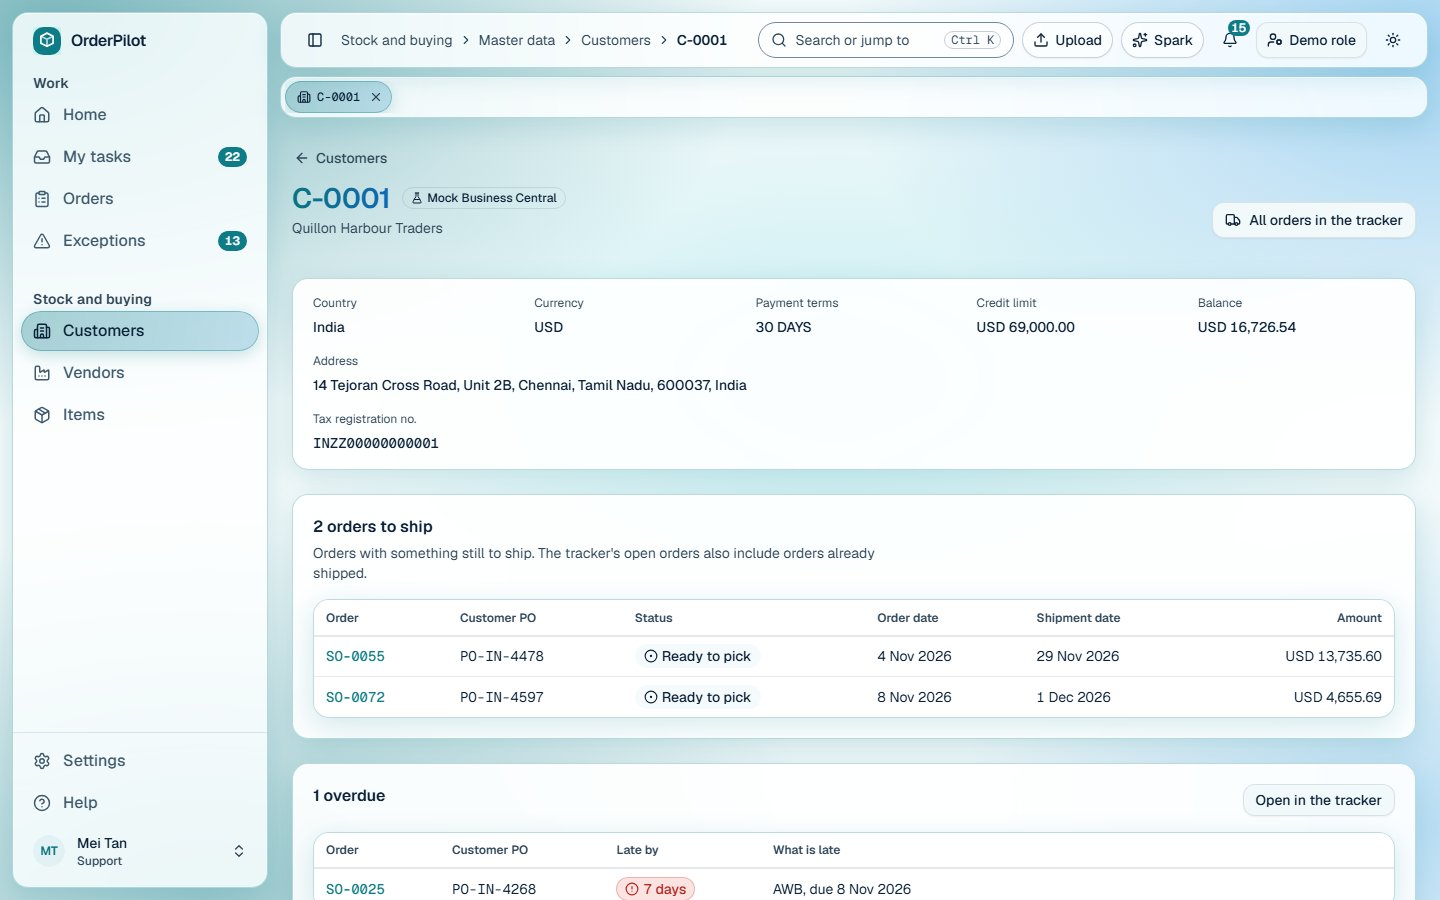 OrderPilot
Work
Home
My tasks 22
Orders
Exceptions 13
Stock and buying
Customers
Vendors
Items
Settings
Help
MT Mei Tan
Support
Stock and buying > Master data > Customers > C-0001
Search or jump to Ctrl K
Upload
Spark
15
Demo role
C-0001
Customers
C-0001 Mock Business Central
Quillon Harbour Traders
All orders in the tracker
Country Currency Payment terms Credit limit Balance
India USD 30 DAYS USD 69,000.00 USD 16,726.54
Address
14 Tejoran Cross Road, Unit 2B, Chennai, Tamil Nadu, 600037, India
Tax registration no.
INZZ00000000001
2 orders to ship
Orders with something still to ship. The tracker's open orders also include orders already
shipped.
Order Customer PO Status Order date Shipment date Amount
SO-0055 PO-IN-4478 Ready to pick 4 Nov 2026 29 Nov 2026 USD 13,735.60
SO-0072 PO-IN-4597 Ready to pick 8 Nov 2026 1 Dec 2026 USD 4,655.69
1 overdue
Open in the tracker
Order Customer PO Late by What is late
SO-0025 PO-IN-4268 7 days AWB, due 8 Nov 2026